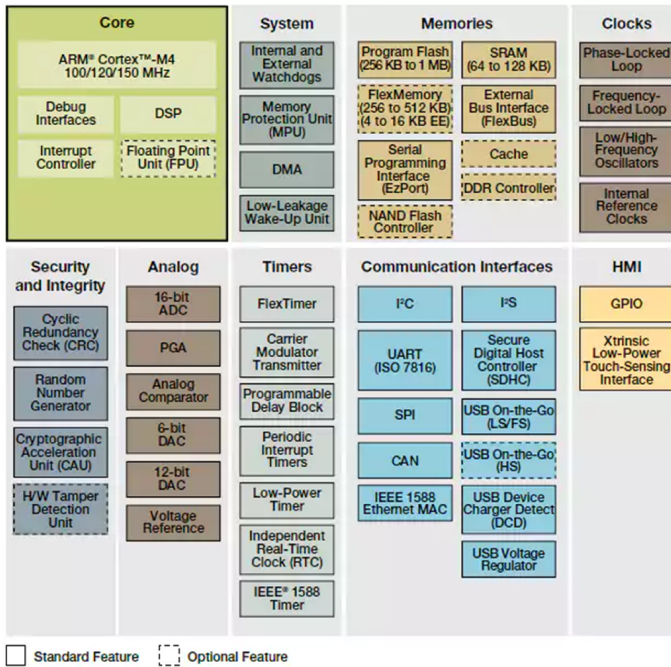 Core
ARM® Cortex™-M4
100/120/150 MHz
Debug
Interfaces
DSP
Interrupt
Controller
Floating Point
Unit (FPU)
System
Internal and
External
Watchdogs
Memory
Protection Unit
(MPU)
DMA
Low-Leakage
Wake-Up Unit
Memories
Program Flash
(256 KB to 1 MB)
SRAM
(64 to 128 KB)
FlexMemory
(256 to 512 KB)
(4 to 16 KB EE)
External
Bus Interface
(FlexBus)
Serial
Programming
Interface
(EzPort)
Cache
DDR Controller
NAND Flash
Controller
Clocks
Phase-Locked
Loop
Frequency-
Locked Loop
Low/High-
Frequency
Oscillators
Internal
Reference
Clocks
Security
and Integrity
Cyclic
Redundancy
Check (CRC)
Random
Number
Generator
Cryptographic
Acceleration
Unit (CAU)
H/W Tamper
Detection
Unit
Analog
16-bit
ADC
PGA
Analog
Comparator
6-bit
DAC
12-bit
DAC
Voltage
Reference
Timers
FlexTimer
Carrier
Modulator
Transmitter
Programmable
Delay Block
Periodic
Interrupt
Timers
Low-Power
Timer
Independent
Real-Time
Clock (RTC)
IEEE® 1588
Timer
Communication Interfaces
I²C
I²S
UART
(ISO 7816)
Secure
Digital Host
Controller
(SDHC)
SPI
USB On-the-Go
(LS/FS)
CAN
USB On-the-Go
(HS)
IEEE 1588
Ethernet MAC
USB Device
Charger Detect
(DCD)
USB Voltage
Regulator
HMI
GPIO
Xtrinsic
Low-Power
Touch-Sensing
Interface
Standard Feature
Optional Feature